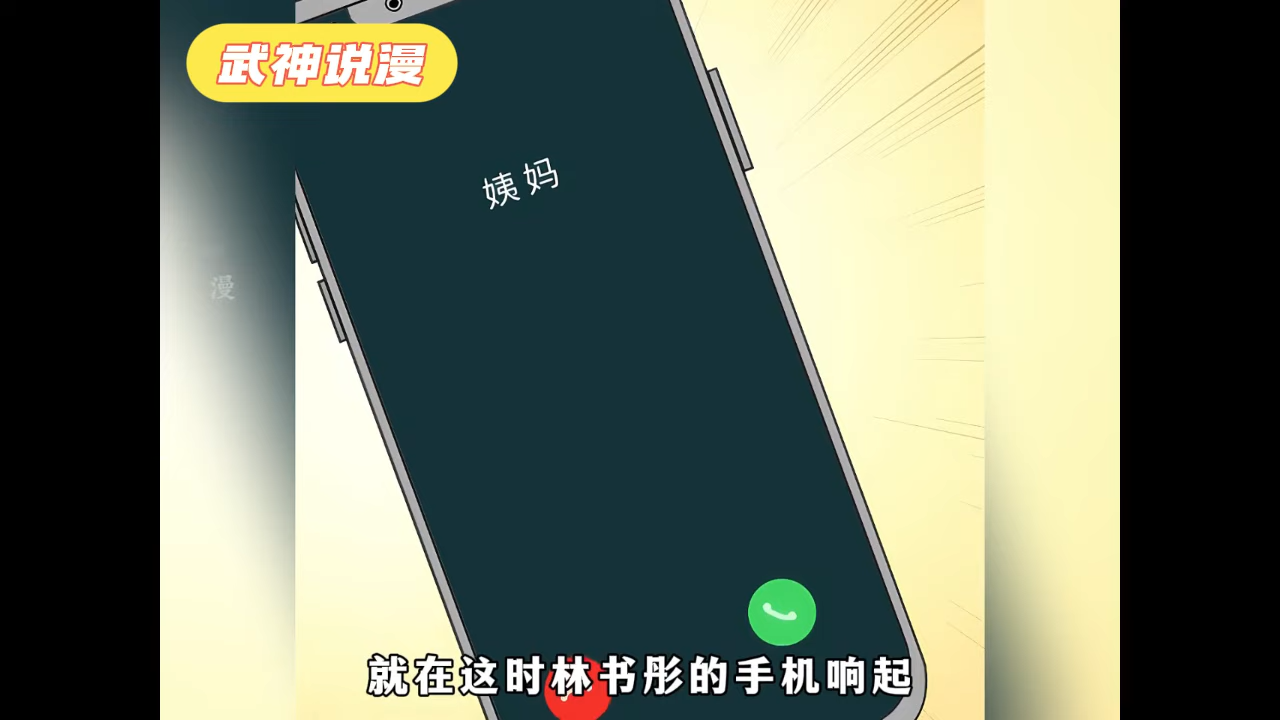 武神说漫
姨妈
漫
就在这时林书彤的手机响起